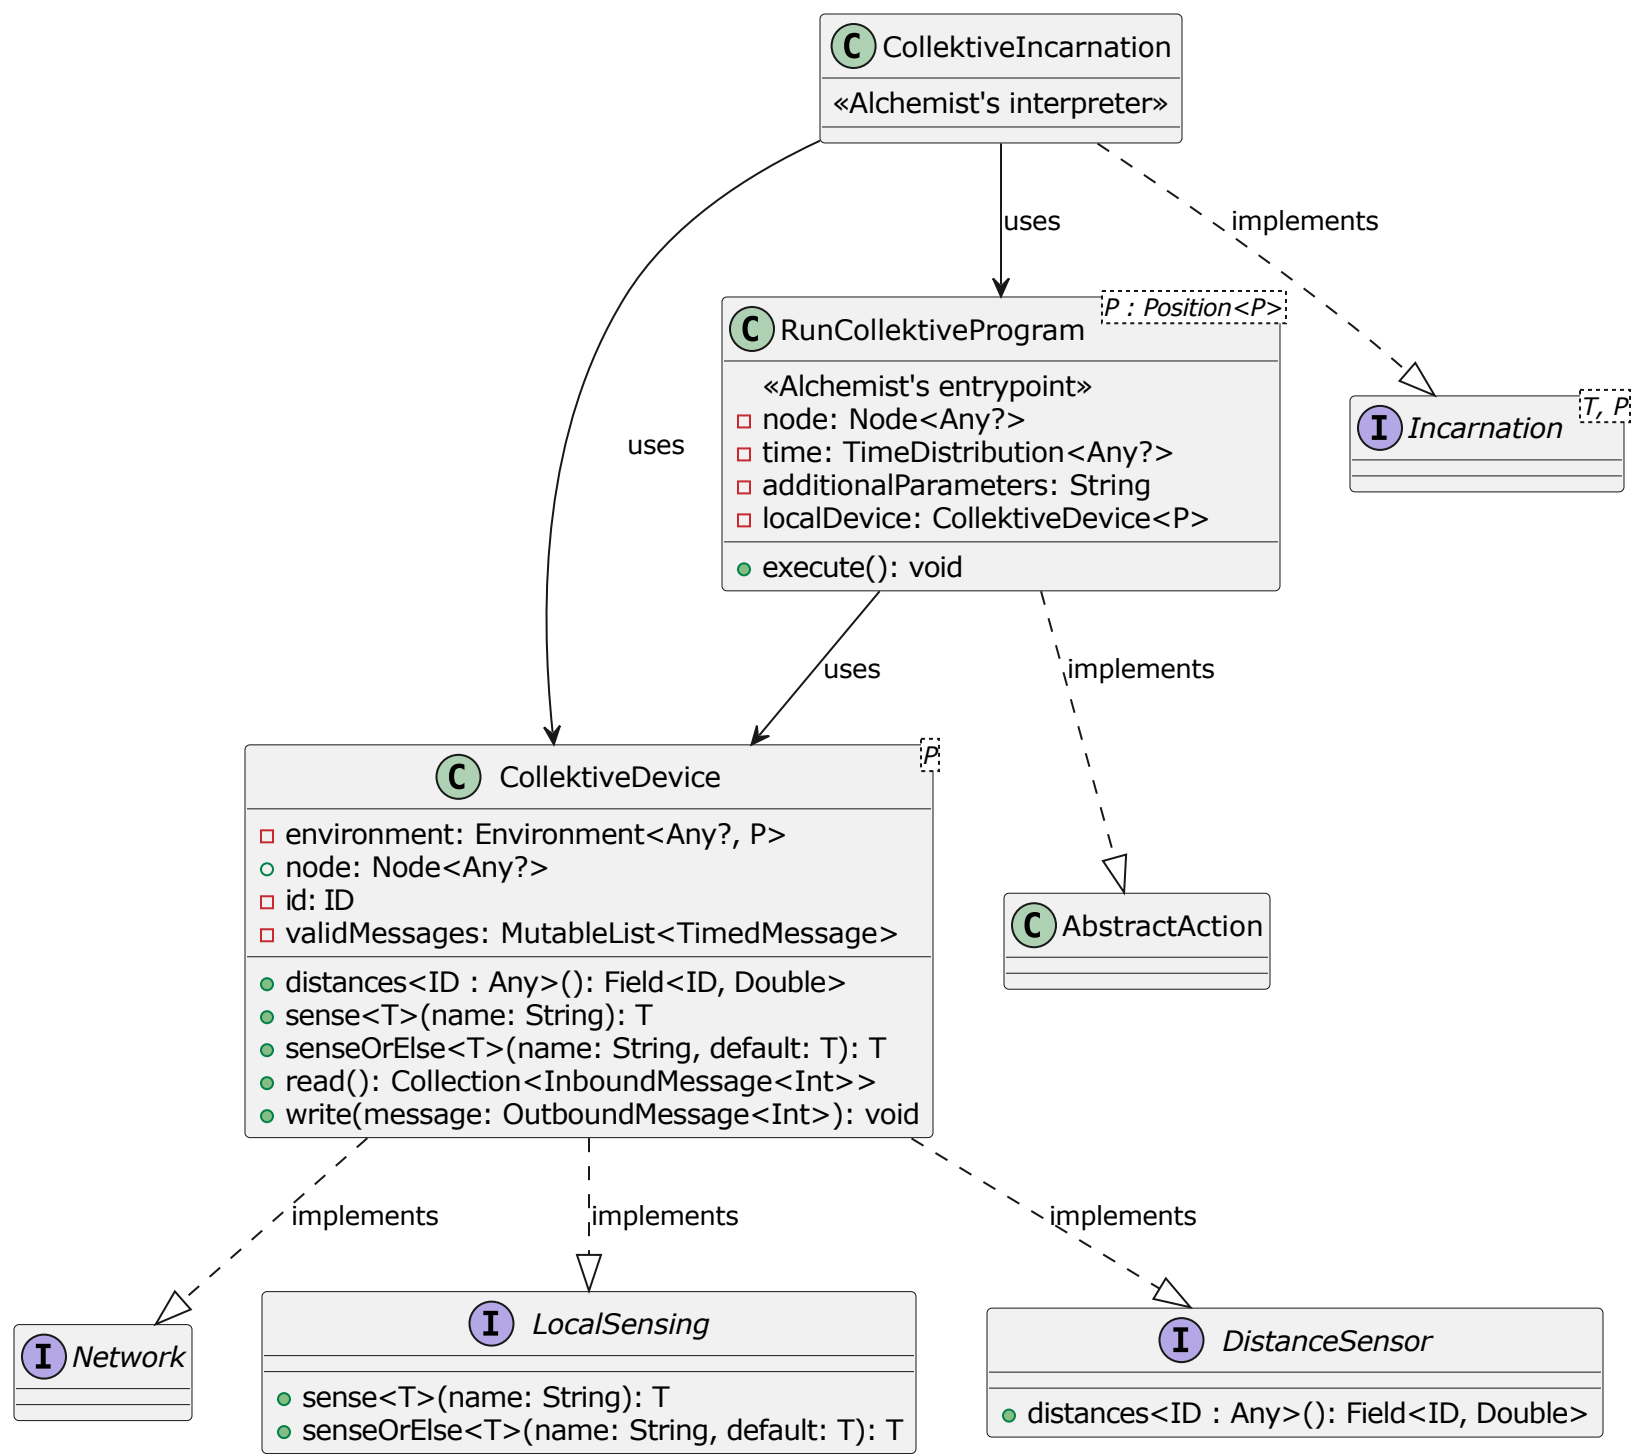 C CollektiveIncarnation
«Alchemist's interpreter»
uses
implements
P : Position<P>
C RunCollektiveProgram
«Alchemist's entrypoint»
node: Node<Any?>
time: TimeDistribution<Any?>
additionalParameters: String
localDevice: CollektiveDevice<P>
execute(): void
T, P
I Incarnation
uses
uses
implements
P
C CollektiveDevice
environment: Environment<Any?, P>
node: Node<Any?>
id: ID
validMessages: MutableList<TimedMessage>
distances<ID : Any>(): Field<ID, Double>
sense<T>(name: String): T
senseOrElse<T>(name: String, default: T): T
read(): Collection<InboundMessage<Int>>
write(message: OutboundMessage<Int>): void
C AbstractAction
implements
implements
implements
I Network
I LocalSensing
sense<T>(name: String): T
senseOrElse<T>(name: String, default: T): T
I DistanceSensor
distances<ID : Any>(): Field<ID, Double>